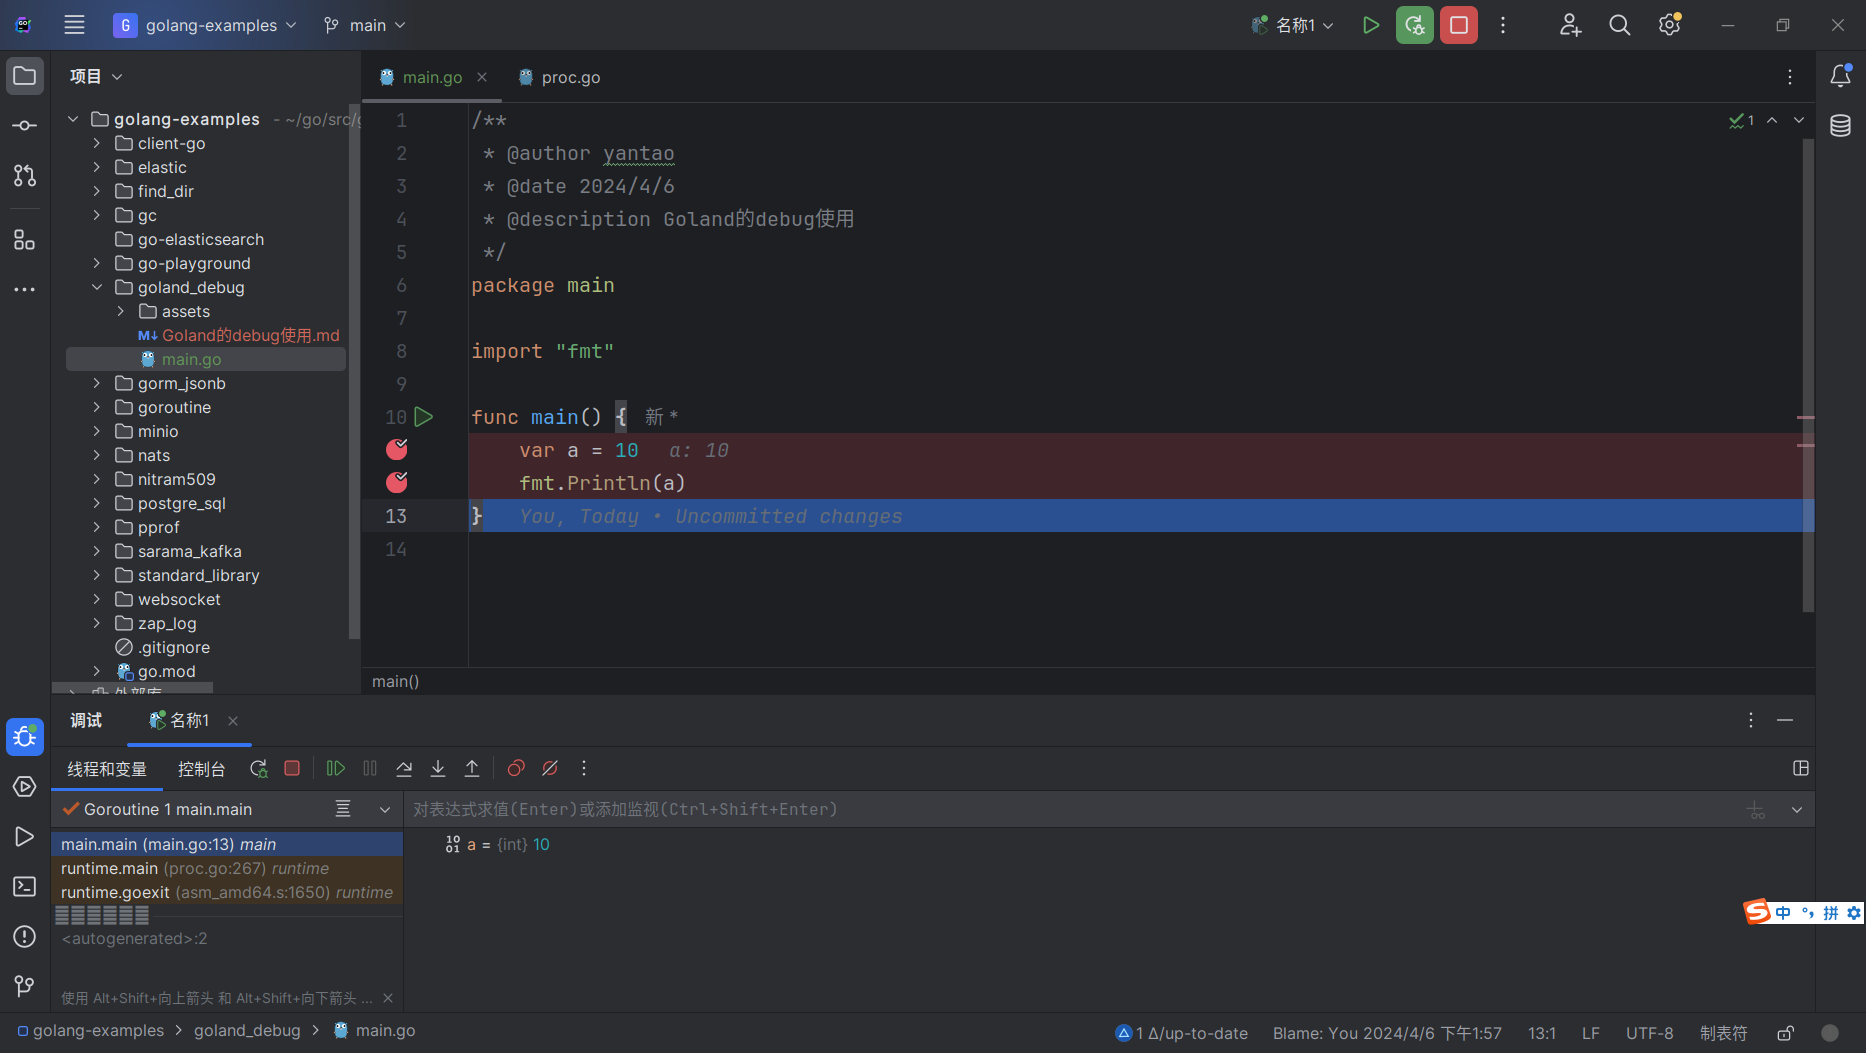 G golang-examples main 名称1
项目
golang-examples - ~/go/src/g
client-go
elastic
find_dir
gc
go-elasticsearch
go-playground
goland_debug
assets
M↓ Goland的debug使用.md
main.go
gorm_jsonb
goroutine
minio
nats
nitram509
postgre_sql
pprof
sarama_kafka
standard_library
websocket
zap_log
.gitignore
go.mod
外部库
main.go proc.go
1 /**
2 * @author yantao
3 * @date 2024/4/6
4 * @description Goland的debug使用
5 */
6 package main
7
8 import "fmt"
9
10 func main() { 新 *
var a = 10 a: 10
fmt.Println(a)
13 } You, Today • Uncommitted changes
14
1
main()
调试 名称1
线程和变量 控制台
Goroutine 1 main.main
对表达式求值(Enter)或添加监视(Ctrl+Shift+Enter)
main.main (main.go:13) main
runtime.main (proc.go:267) runtime
runtime.goexit (asm_amd64.s:1650) runtime
<autogenerated>:2
使用 Alt+Shift+向上箭头 和 Alt+Shift+向下箭头 ...
10
01 a = {int} 10
S 中 °, 拼
golang-examples > goland_debug > main.go
1 Δ/up-to-date Blame: You 2024/4/6 下午1:57 13:1 LF UTF-8 制表符